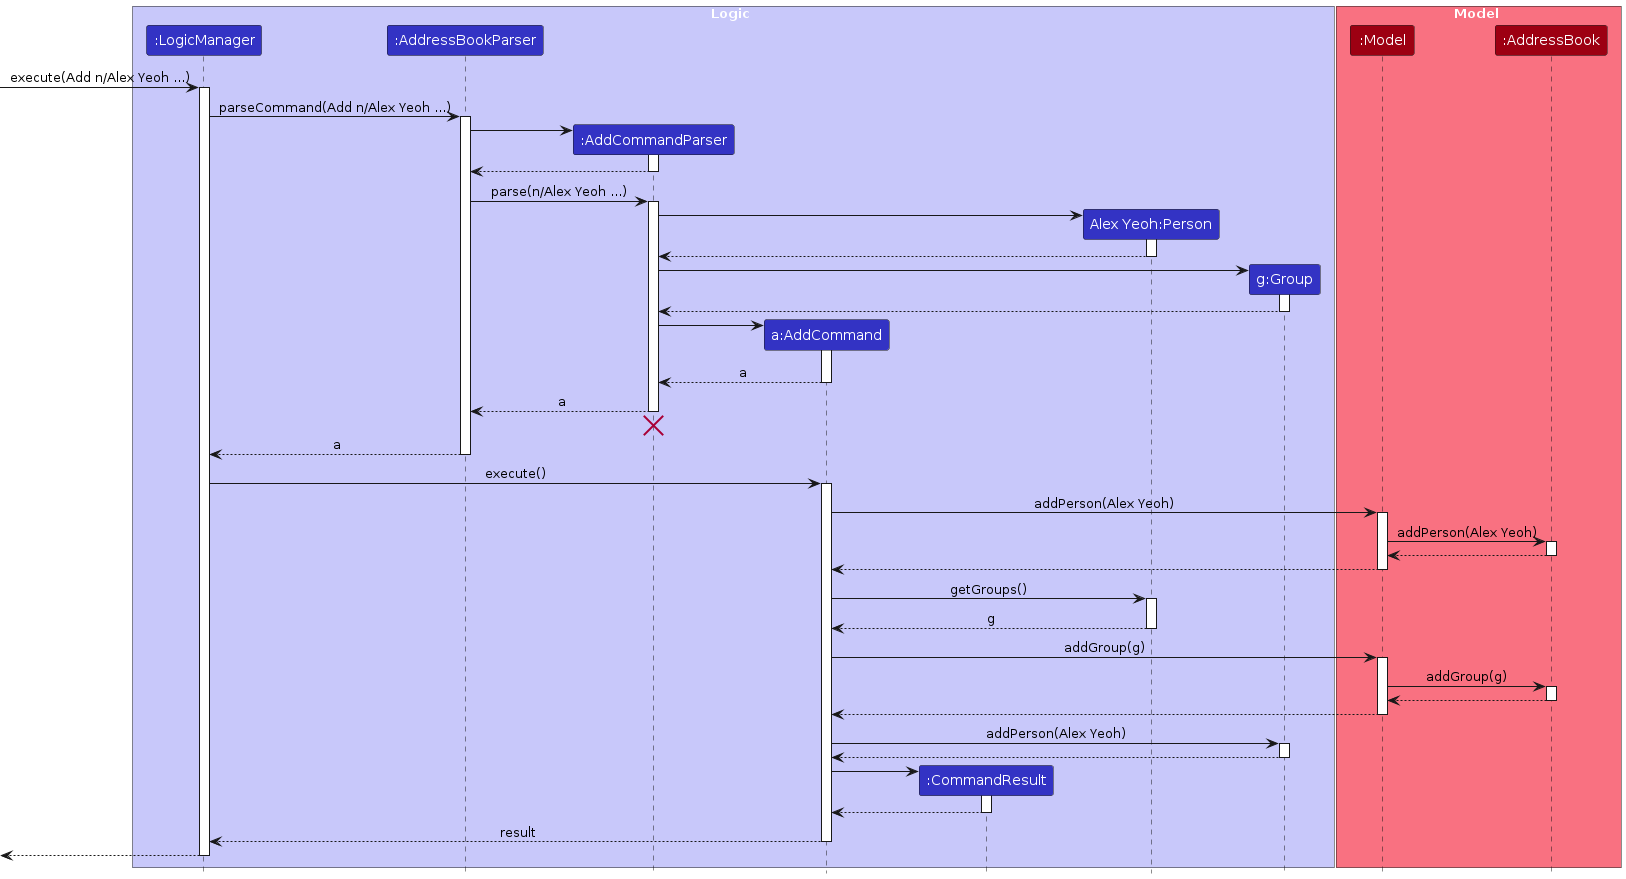 Logic
Model
:LogicManager
:AddressBookParser
:Model
:AddressBook
execute(Add n/Alex Yeoh ...)
parseCommand(Add n/Alex Yeoh ...)
:AddCommandParser
parse(n/Alex Yeoh ...)
Alex Yeoh:Person
g:Group
a:AddCommand
a
a
a
execute()
addPerson(Alex Yeoh)
addPerson(Alex Yeoh)
getGroups()
g
addGroup(g)
addGroup(g)
addPerson(Alex Yeoh)
:CommandResult
result